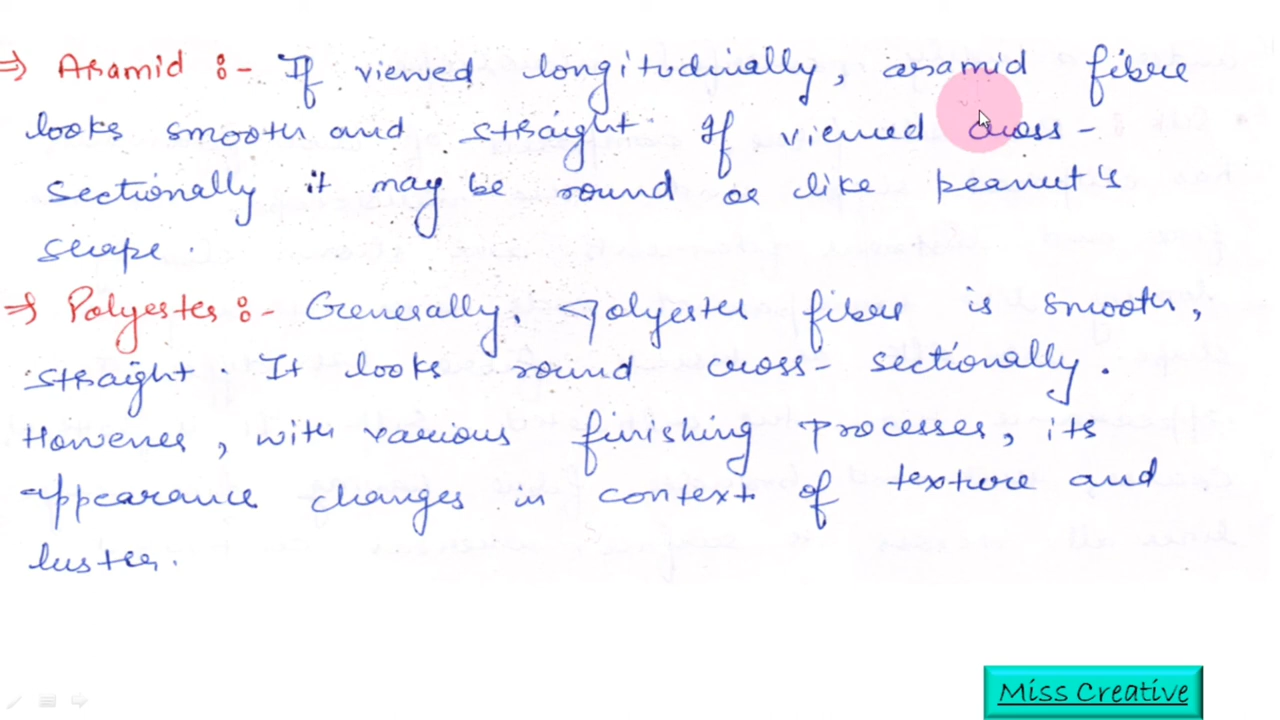 ⇒ Aramid :- If viewed longitudinally, aramid fibre
looks smooth and straight. If viewed cross-
sectionally it may be round or like peanut's
shape.
→ Polyester :- Generally, polyester fibre is smooth,
straight. It looks round cross-sectionally.
However, with various finishing processes, its
appearance changes in context of texture and
luster.
Miss Creative